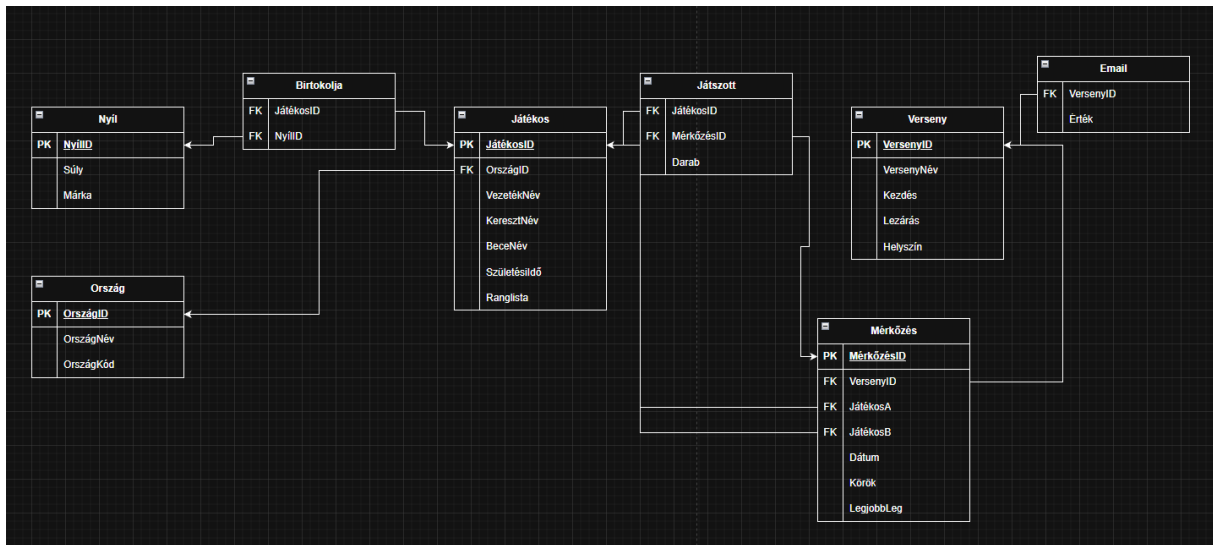 Nyíl
PK NyílID
Súly
Márka
Ország
PK OrszágID
OrszágNév
OrszágKód
Birtokolja
FK JátékosID
FK NyílID
Játékos
PK JátékosID
FK OrszágID
VezetékNév
KeresztNév
BeceNév
SzületésiIdő
Ranglista
Játszott
FK JátékosID
FK MérkőzésID
Darab
Verseny
PK VersenyID
VersenyNév
Kezdés
Lezárás
Helyszín
Email
FK VersenyID
Érték
Mérkőzés
PK MérkőzésID
FK VersenyID
FK JátékosA
FK JátékosB
Dátum
Körök
LegjobbLeg